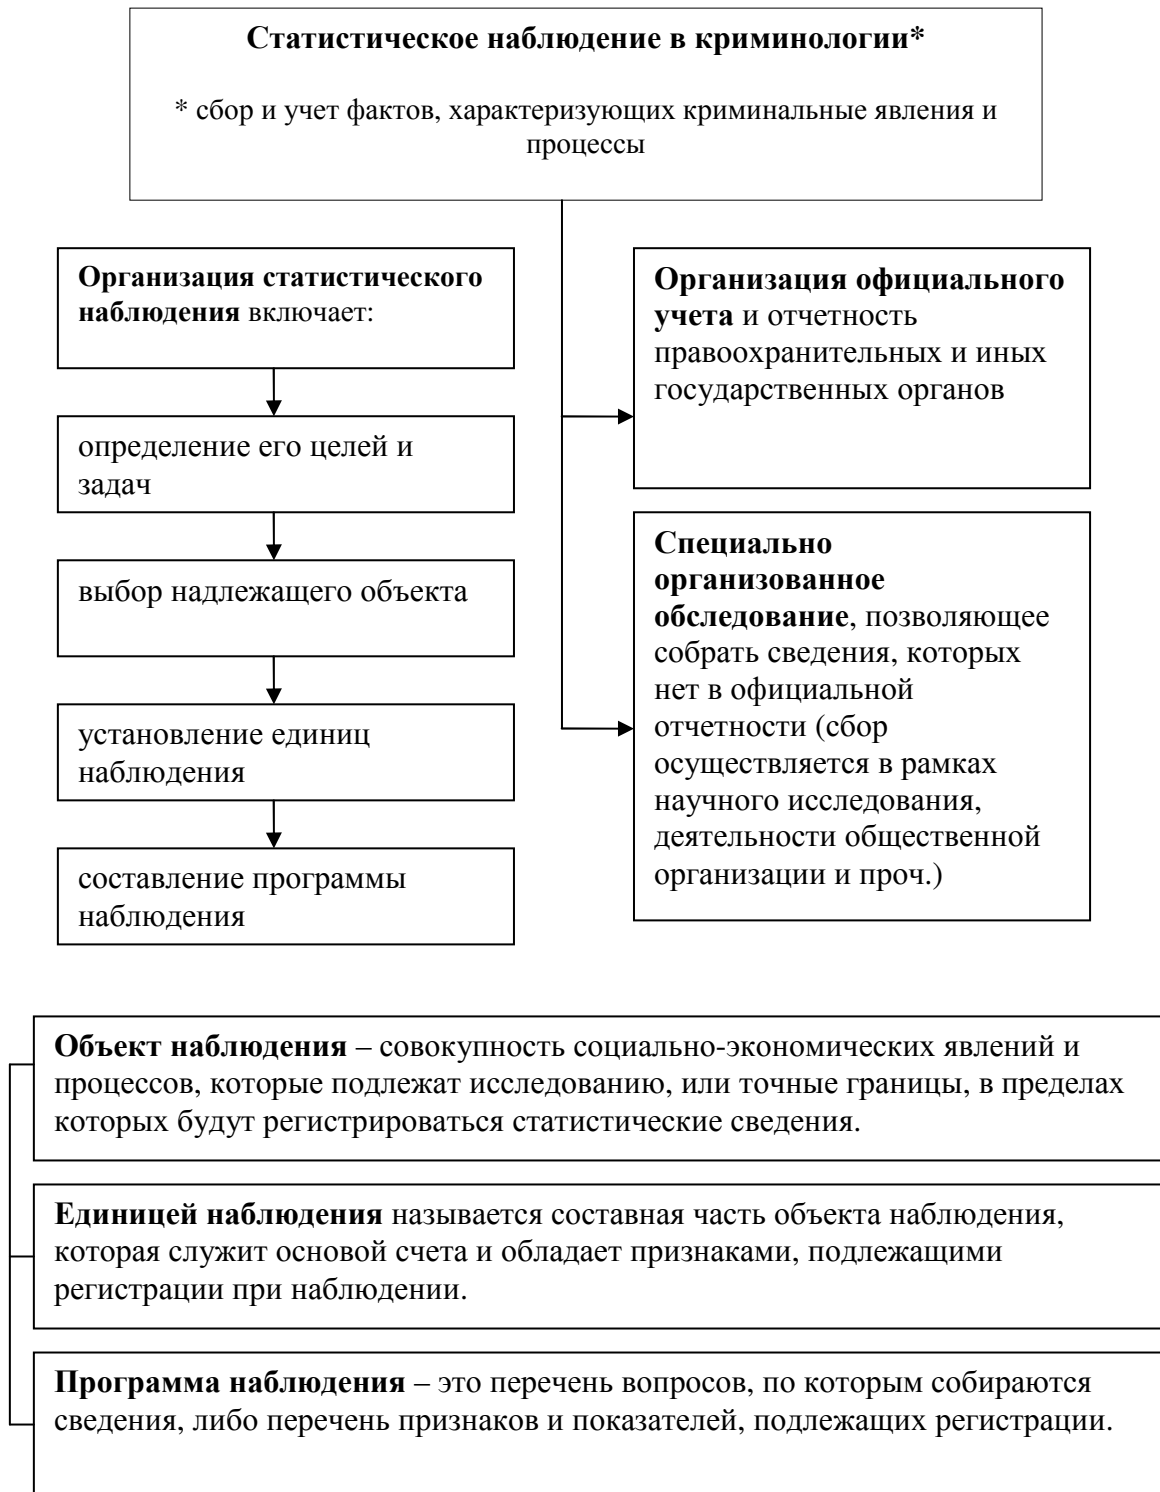 Статистическое наблюдение в криминологии*
* сбор и учет фактов, характеризующих криминальные явления и
процессы
Организация статистического
наблюдения включает:
определение его целей и
задач
выбор надлежащего объекта
установление единиц
наблюдения
составление программы
наблюдения
Организация официального
учета и отчетность
правоохранительных и иных
государственных органов
Специально
организованное
обследование, позволяющее
собрать сведения, которых
нет в официальной
отчетности (сбор
осуществляется в рамках
научного исследования,
деятельности общественной
организации и проч.)
Объект наблюдения – совокупность социально-экономических явлений и
процессов, которые подлежат исследованию, или точные границы, в пределах
которых будут регистрироваться статистические сведения.
Единицей наблюдения называется составная часть объекта наблюдения,
которая служит основой счета и обладает признаками, подлежащими
регистрации при наблюдении.
Программа наблюдения – это перечень вопросов, по которым собираются
сведения, либо перечень признаков и показателей, подлежащих регистрации.